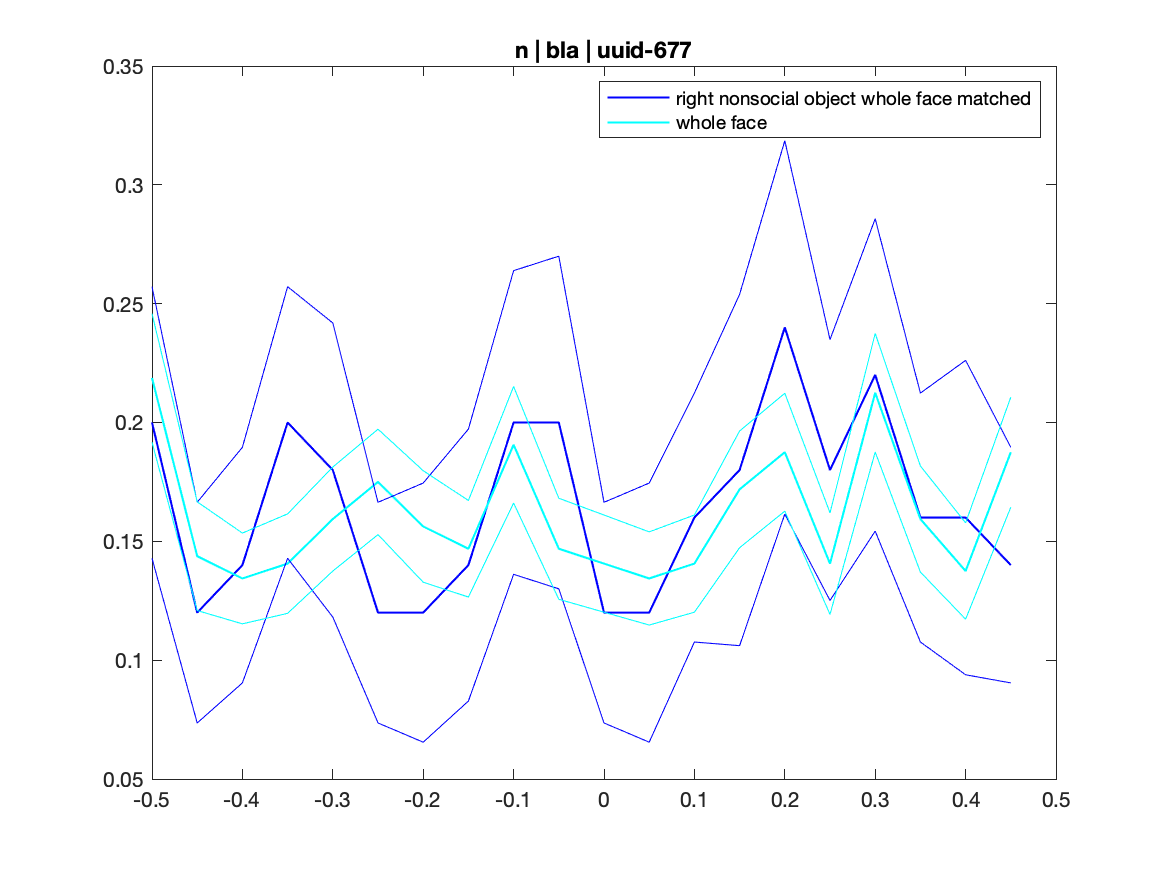 n | bla | uuid-677
0.35
0.3
0.25
0.2
0.15
0.1
0.05
right nonsocial object whole face matched
whole face
-0.5 -0.4 -0.3 -0.2 -0.1 0 0.1 0.2 0.3 0.4 0.5